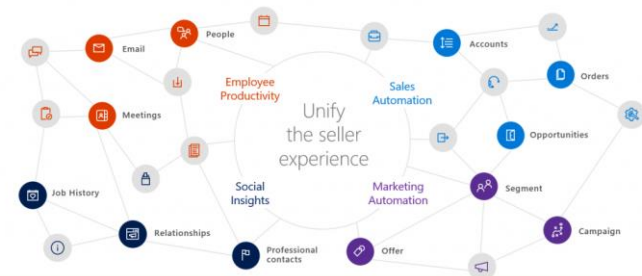 People
Email
Accounts
Orders
Employee
Productivity
Sales
Automation
Unify
the seller
experience
Meetings
Opportunities
Social
Insights
Marketing
Automation
Job History
Segment
Relationships
Professional
contacts
Offer
Campaign